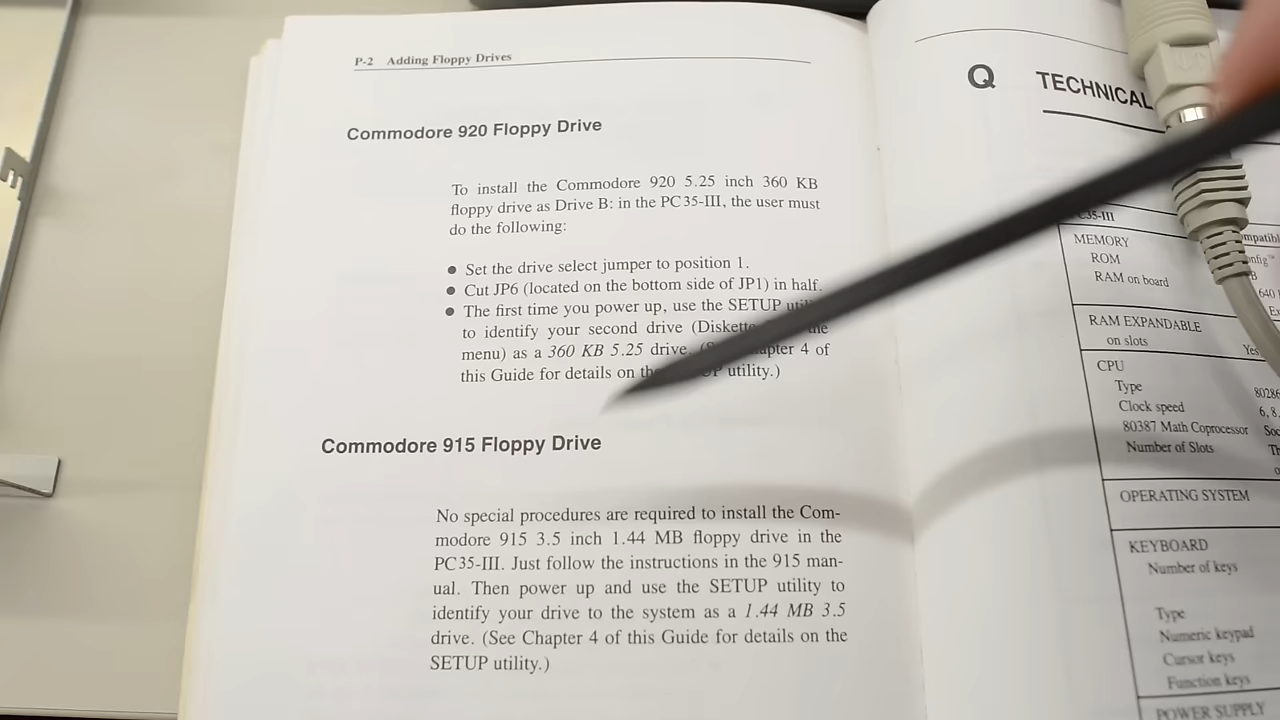 P-2 Adding Floppy Drives
Commodore 920 Floppy Drive
To install the Commodore 920 5.25 inch 360 KB
floppy drive as Drive B: in the PC35-III, the user must
do the following:
● Set the drive select jumper to position 1.
● Cut JP6 (located on the bottom side of JP1) in half.
● The first time you power up, use the SETUP
to identify your second drive
menu) as a 360 KB 5.25 drive. 4 of
this Guide for details on utility.)
Commodore 915 Floppy Drive
No special procedures are required to install the Com-
modore 915 3.5 inch 1.44 MB floppy drive in the
PC35-III. Just follow the instructions in the 915 man-
ual. Then power up and use the SETUP utility to
identify your drive to the system as a 1.44 MB 3.5
drive. (See Chapter 4 of this Guide for details on the
SETUP utility.)
Q TECHNICAL
MEMORY
ROM
RAM on board 640
RAM EXPANDABLE
on slots Yes
CPU
Type 80286
Clock speed 6, 8,
80387 Math Coprocessor
Number of Slots
OPERATING SYSTEM
KEYBOARD
Number of keys
Type
Numeric keypad
Cursor keys
Function keys
POWER SUPPLY